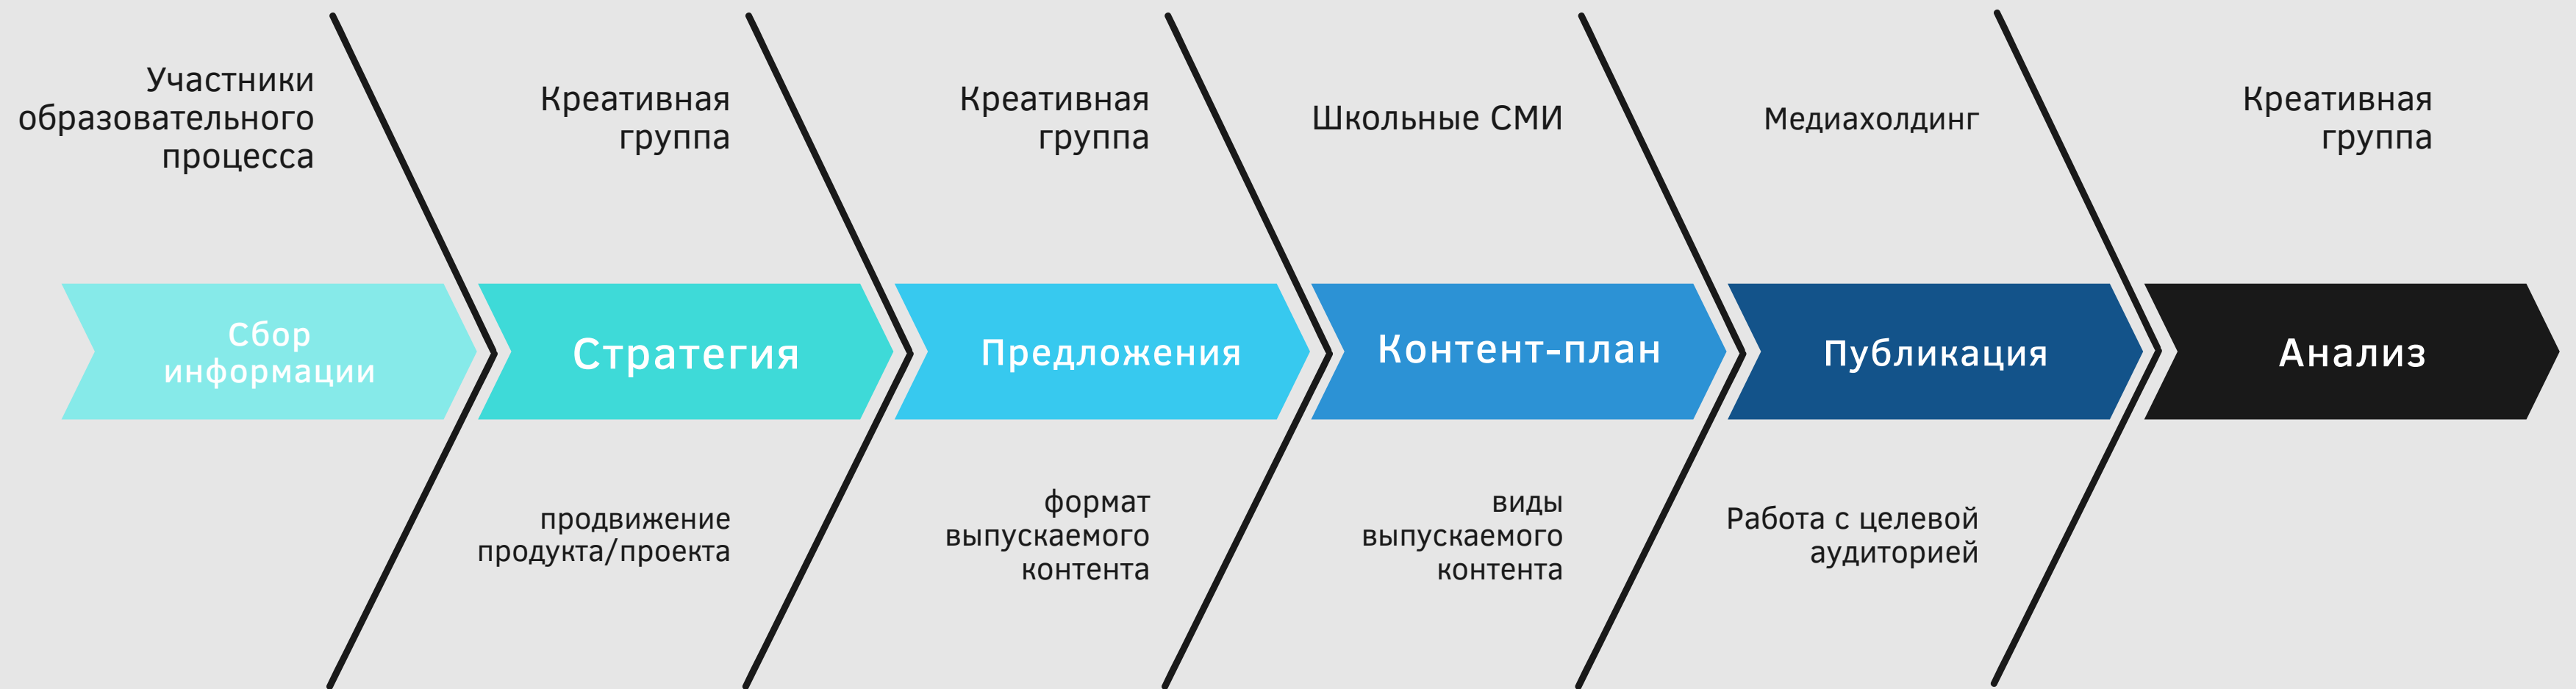 Участники
образовательного
процесса
Креативная
группа
Креативная
группа
Школьные СМИ
Медиахолдинг
Креативная
группа
Сбор
информации
Стратегия
Предложения
Контент-план
Публикация
Анализ
продвижение
продукта/проекта
формат
выпускаемого
контента
виды
выпускаемого
контента
Работа с целевой
аудиторией